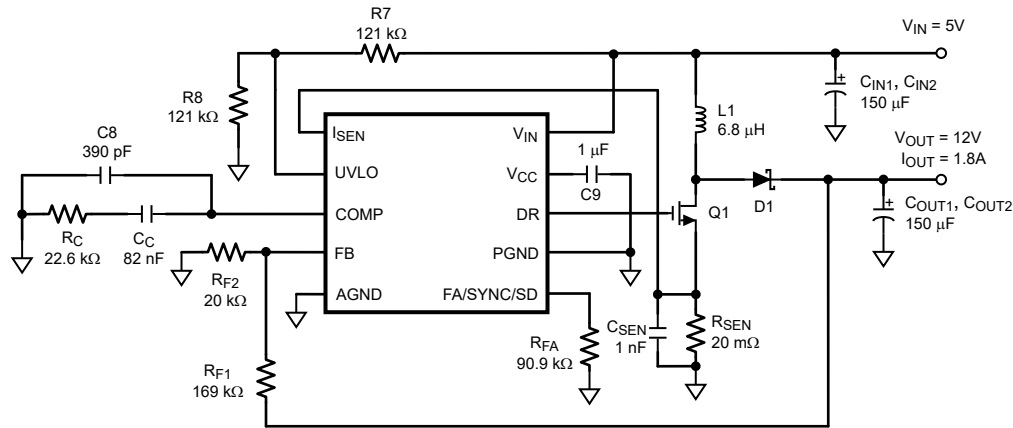 R7
121 kΩ
VIN = 5V
R8
121 kΩ
CIN1, CIN2
150 µF
L1
6.8 µH
C8
390 pF
ISEN
VIN
VOUT = 12V
IOUT = 1.8A
1 µF
UVLO
VCC
C9
D1
COUT1, COUT2
150 µF
COMP
DR
Q1
RC
22.6 kΩ
CC
82 nF
FB
PGND
RF2
20 kΩ
AGND
FA/SYNC/SD
CSEN
1 nF
RSEN
20 mΩ
RFA
90.9 kΩ
RF1
169 kΩ
+
+